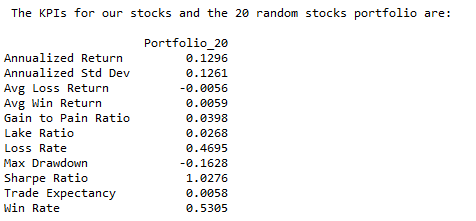 The KPIs for our stocks and the 20 random stocks portfolio are:
Portfolio_20
Annualized Return 0.1296
Annualized Std Dev 0.1261
Avg Loss Return -0.0056
Avg Win Return 0.0059
Gain to Pain Ratio 0.0398
Lake Ratio 0.0268
Loss Rate 0.4695
Max Drawdown -0.1628
Sharpe Ratio 1.0276
Trade Expectancy 0.0058
Win Rate 0.5305